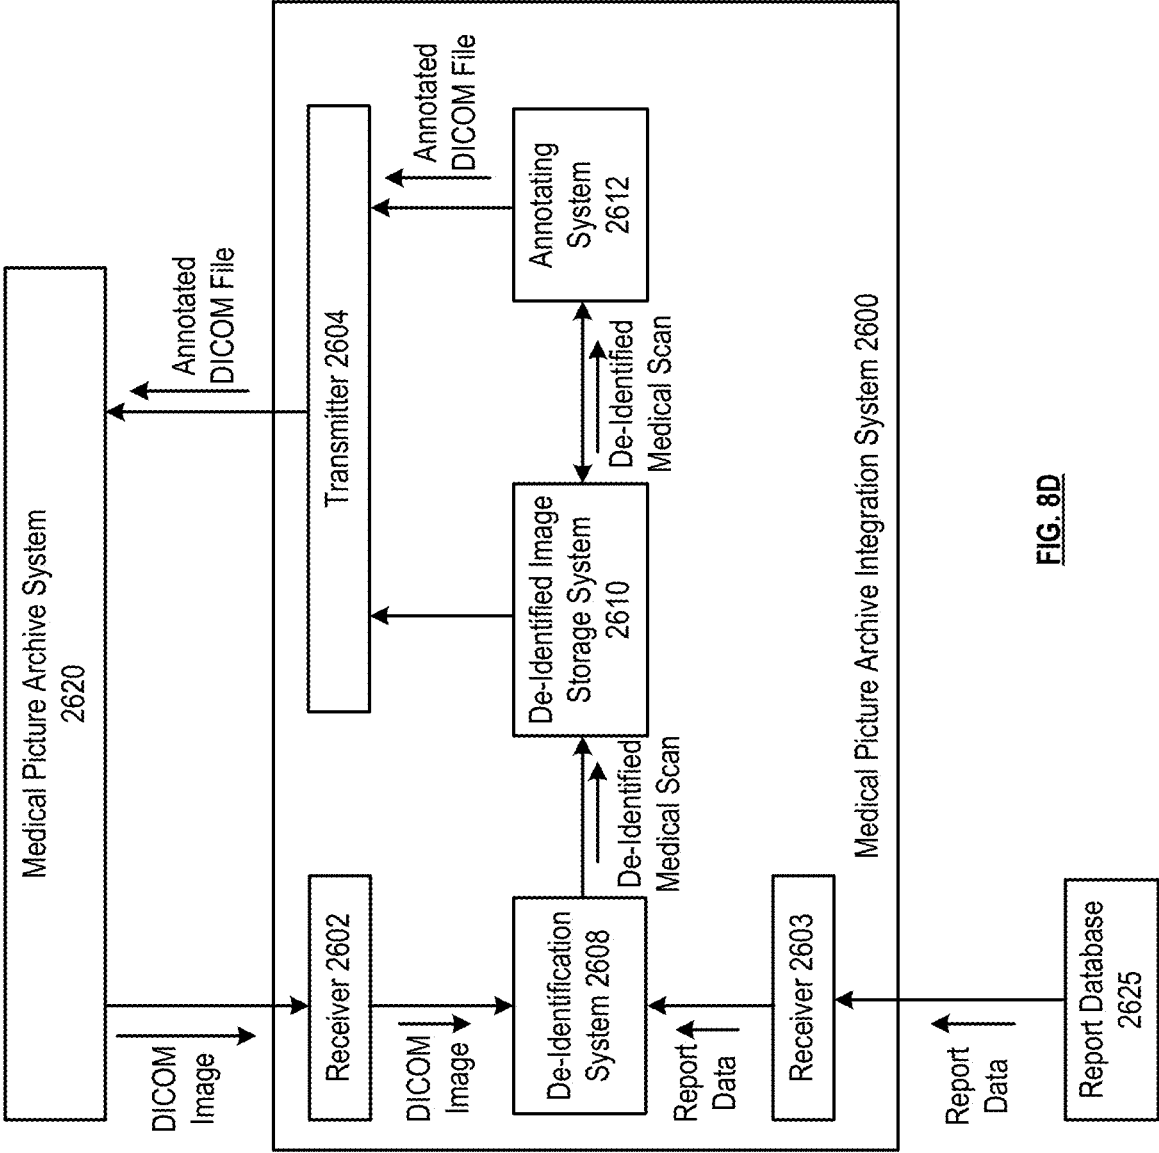 Medical Picture Archive System
2620
DICOM
Image
Annotated
DICOM File
Receiver 2602
Transmitter 2604
DICOM
Image
Annotated
DICOM File
De-Identification
System 2608
De-Identified
Medical Scan
De-Identified Image
Storage System
2610
De-Identified
Medical Scan
Annotating
System
2612
Report
Data
Receiver 2603
Medical Picture Archive Integration System 2600
Report
Data
Report Database
2625
FIG. 8D